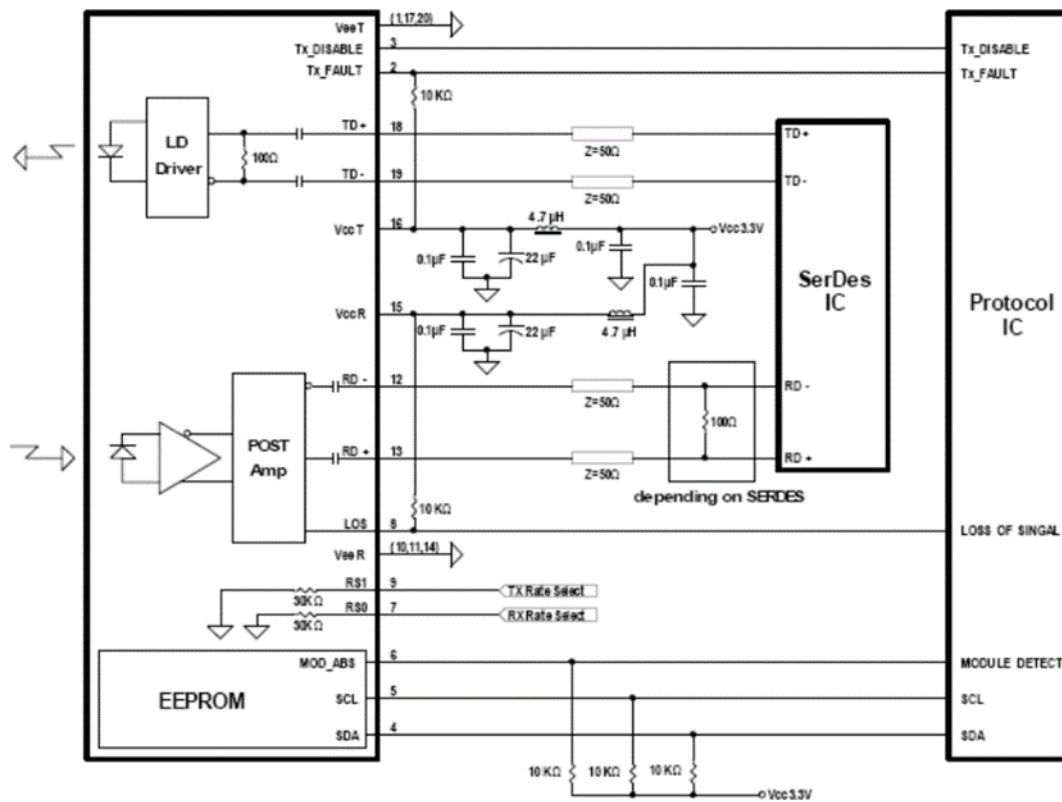 VeeT (1,17,20)
Tx_DISABLE 3 Tx_DISABLE
Tx_FAULT 2 Tx_FAULT
10 KΩ
LD
Driver
100Ω
TD+ 18 Z=50Ω TD+
TD- 19 Z=50Ω TD-
VccT 16 4.7 µH Vcc3.3V
0.1µF 22 µF 0.1µF 0.1µF
SerDes
IC
Protocol
IC
VccR 15
0.1µF 22 µF 4.7 µH
RD - 12 Z=50Ω RD -
100Ω
POST
Amp
RD + 13 Z=50Ω RD +
depending on SERDES
10 KΩ
LOS 8 LOSS OF SINGAL
VeeR (10,11,14)
RS1 9 TX Rate Select
30KΩ
RS0 7 RX Rate Select
30KΩ
MOD_ABS 6 MODULE DETECT
EEPROM
SCL 5 SCL
SDA 4 SDA
10 KΩ 10 KΩ 10 KΩ
Vcc3.3V